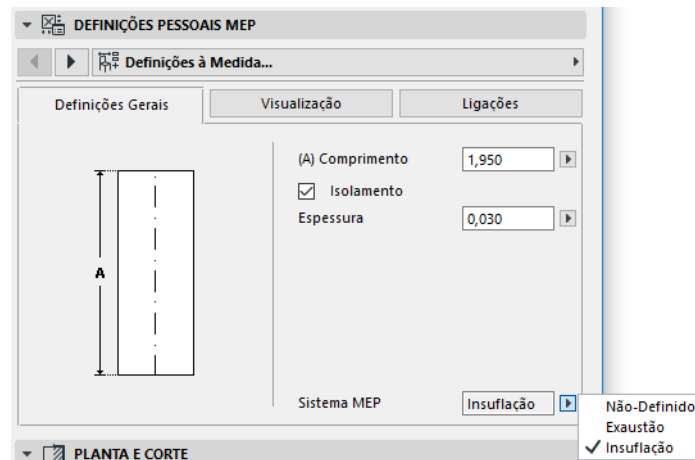 DEFINIÇÕES PESSOAIS MEP
Definições à Medida...
Definições Gerais Visualização Ligações
(A) Comprimento 1,950
Isolamento
Espessura 0,030
A
Sistema MEP Insuflação
Não-Definido
Exaustão
Insuflação
PLANTA E CORTE